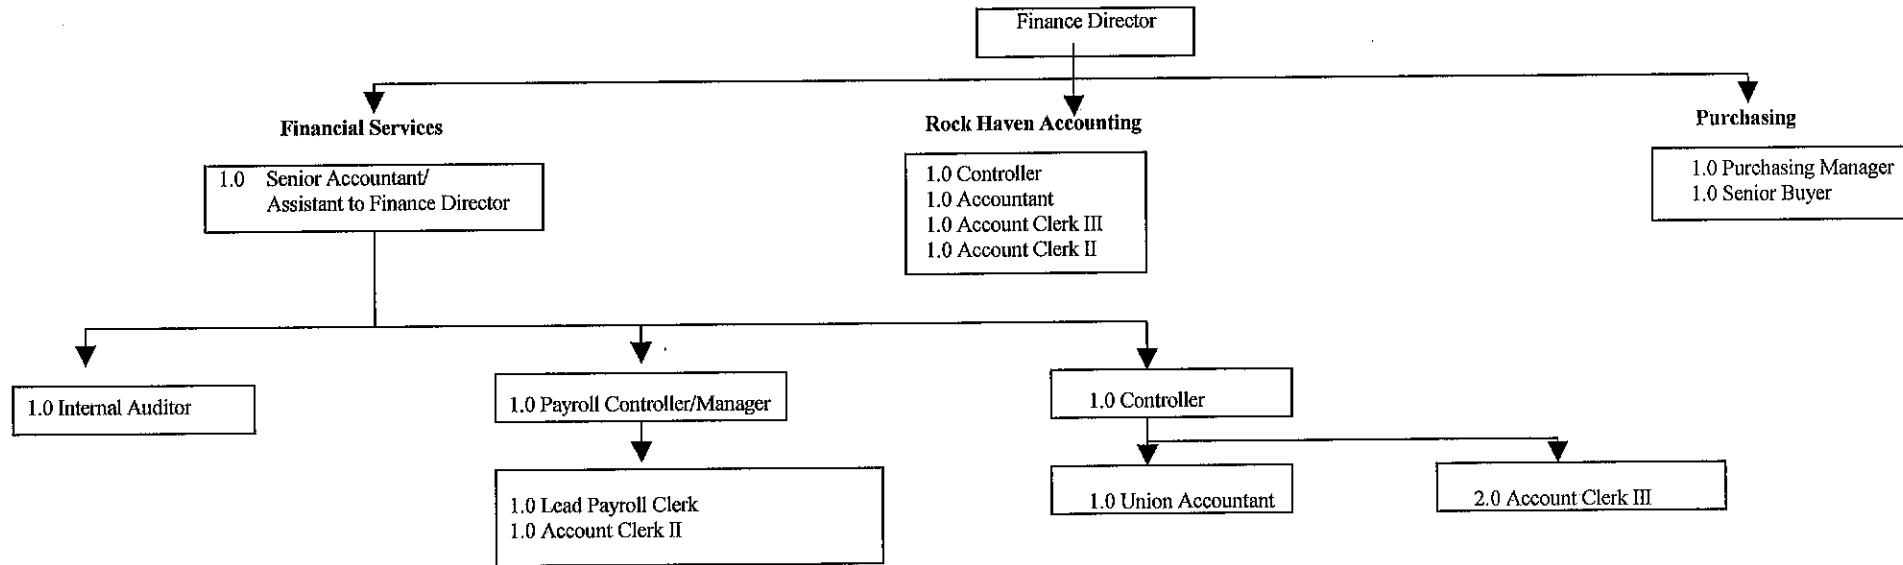 Finance Director
Financial Services
Rock Haven Accounting
Purchasing
1.0 Senior Accountant/
Assistant to Finance Director
1.0 Controller
1.0 Accountant
1.0 Account Clerk III
1.0 Account Clerk II
1.0 Purchasing Manager
1.0 Senior Buyer
1.0 Internal Auditor
1.0 Payroll Controller/Manager
1.0 Controller
1.0 Lead Payroll Clerk
1.0 Account Clerk II
1.0 Union Accountant
2.0 Account Clerk III